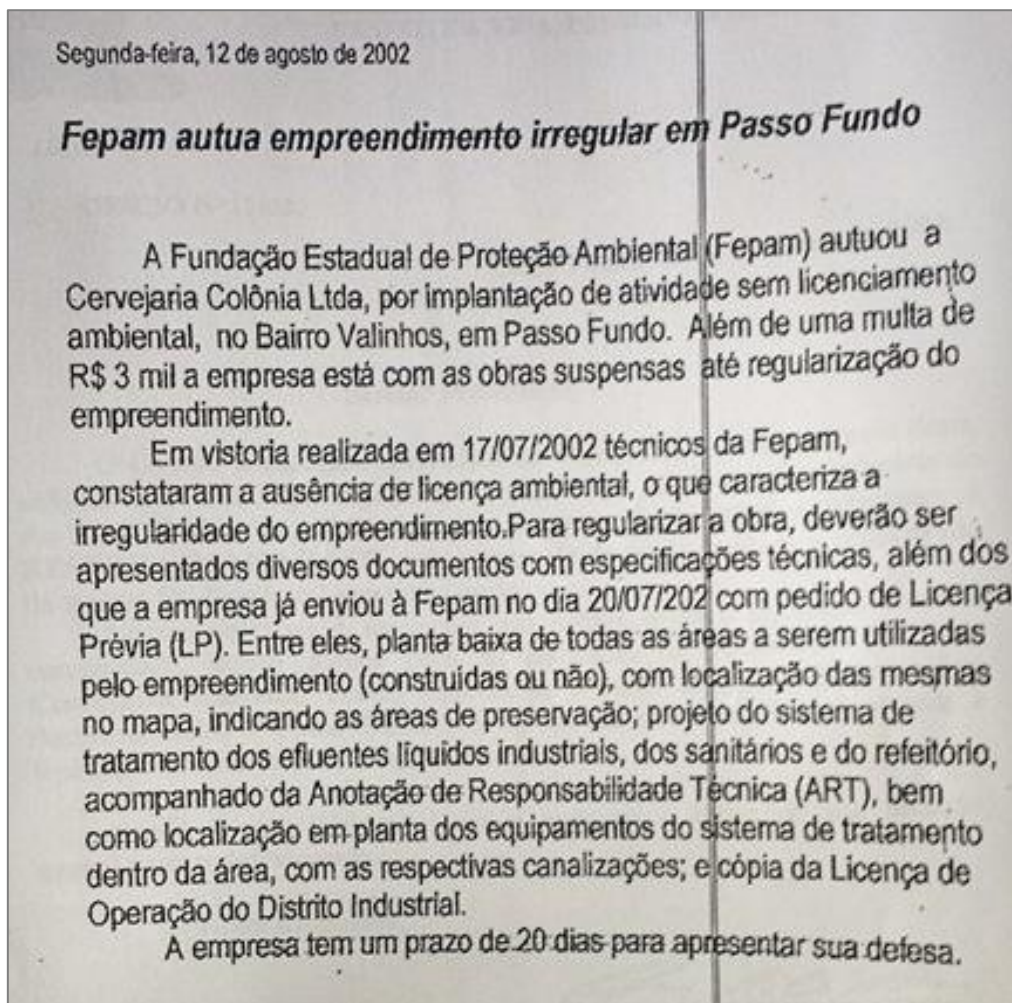 Segunda-feira, 12 de agosto de 2002
Fepam autua empreendimento irregular em Passo Fundo
A Fundação Estadual de Proteção Ambiental (Fepam) autuou a
Cervejaria Colônia Ltda, por implantação de atividade sem licenciamento
ambiental, no Bairro Valinhos, em Passo Fundo. Além de uma multa de
R$ 3 mil a empresa está com as obras suspensas até regularização do
empreendimento.
Em vistoria realizada em 17/07/2002 técnicos da Fepam,
constataram a ausência de licença ambiental, o que caracteriza a
irregularidade do empreendimento.Para regularizar a obra, deverão ser
apresentados diversos documentos com especificações técnicas, além dos
que a empresa já enviou à Fepam no dia 20/07/202 com pedido de Licença
Prévia (LP). Entre eles, planta baixa de todas as áreas a serem utilizadas
pelo empreendimento (construídas ou não), com localização das mesmas
no mapa, indicando as áreas de preservação; projeto do sistema de
tratamento dos efluentes líquidos industriais, dos sanitários e do refeitório,
acompanhado da Anotação de Responsabilidade Técnica (ART), bem
como localização em planta dos equipamentos do sistema de tratamento
dentro da área, com as respectivas canalizações; e cópia da Licença de
Operação do Distrito Industrial.
A empresa tem um prazo de 20 dias para apresentar sua defesa.